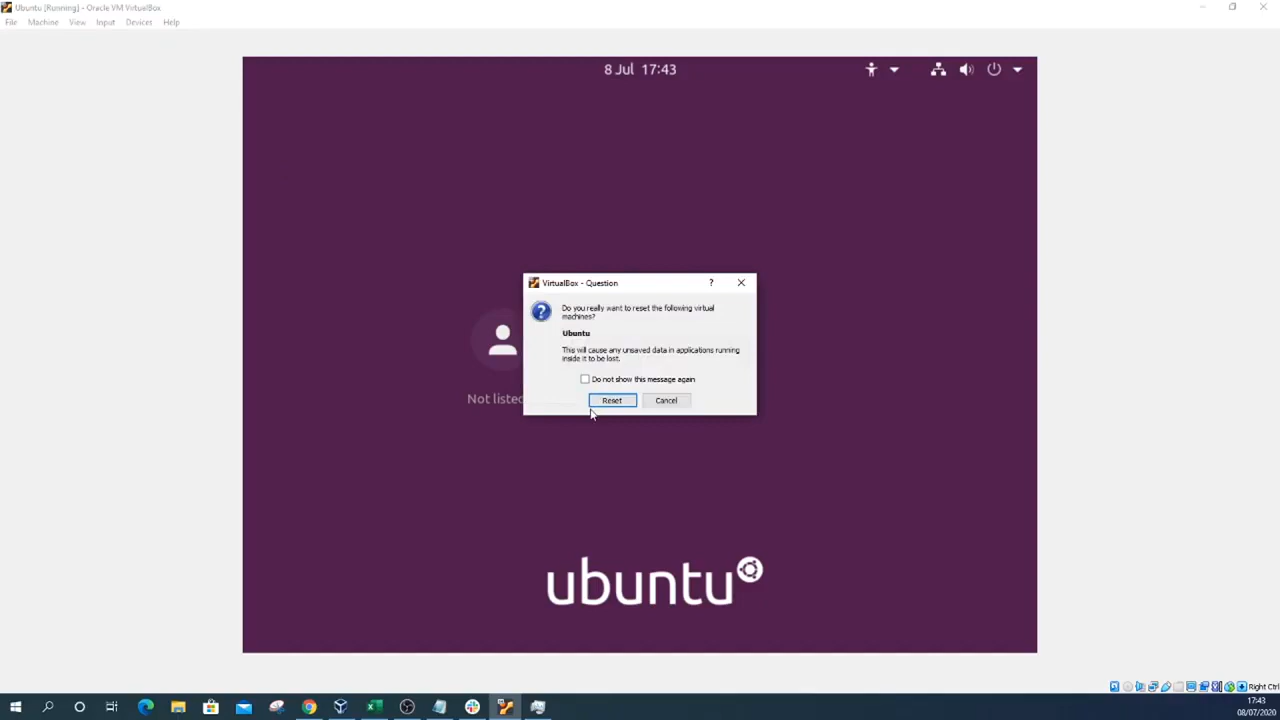 Ubuntu [Running] - Oracle VM VirtualBox
File Machine View Input Devices Help
8 Jul 17:43
VirtualBox - Question
?
Do you really want to reset the following virtual
machines?
Ubuntu
This will cause any unsaved data in applications running
inside it to be lost.
Do not show this message again
Reset Cancel
Not listed
ubuntu
Right Ctrl
17:43
08/07/2020